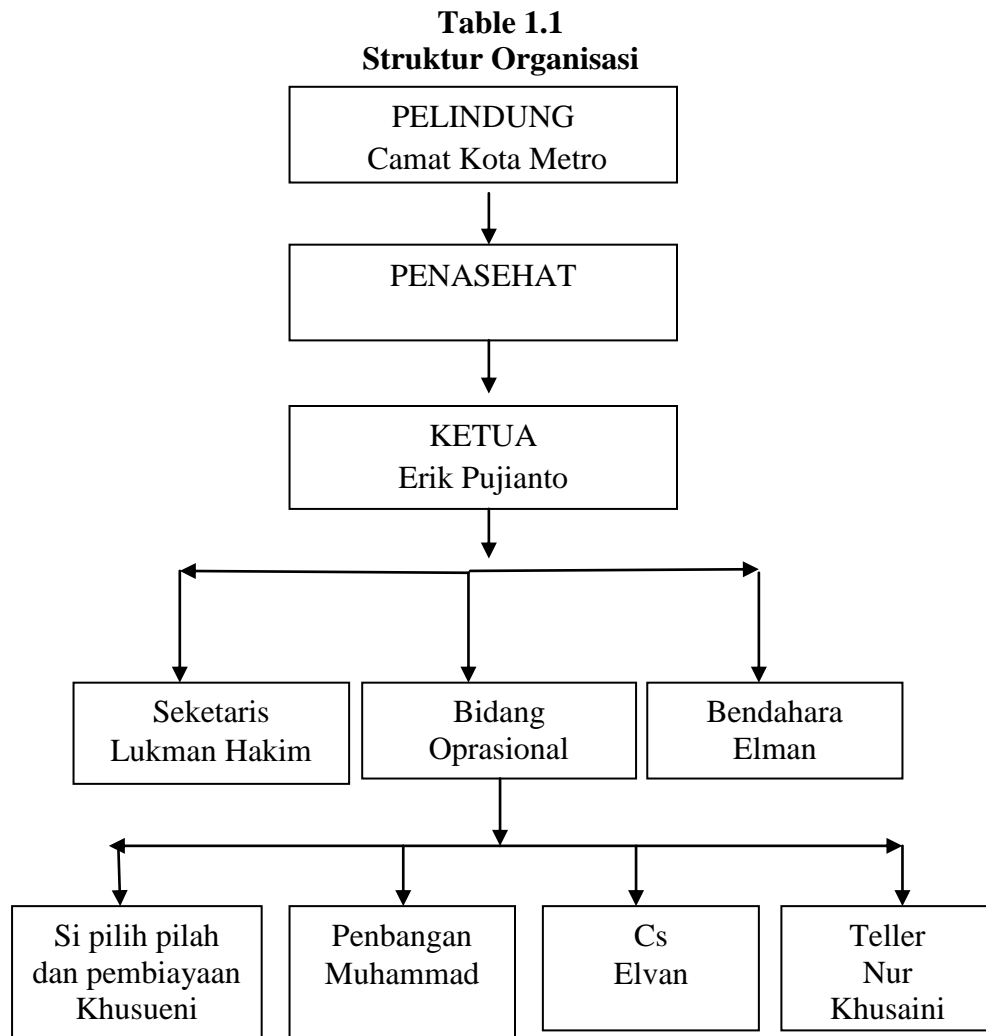 Table 1.1
Struktur Organisasi
PELINDUNG
Camat Kota Metro
PENASEHAT
KETUA
Erik Pujianto
Seketaris
Lukman Hakim
Bidang
Oprasional
Bendahara
Elman
Si pilih pilah
dan pembiayaan
Khusueni
Penbangan
Muhammad
Cs
Elvan
Teller
Nur
Khusaini